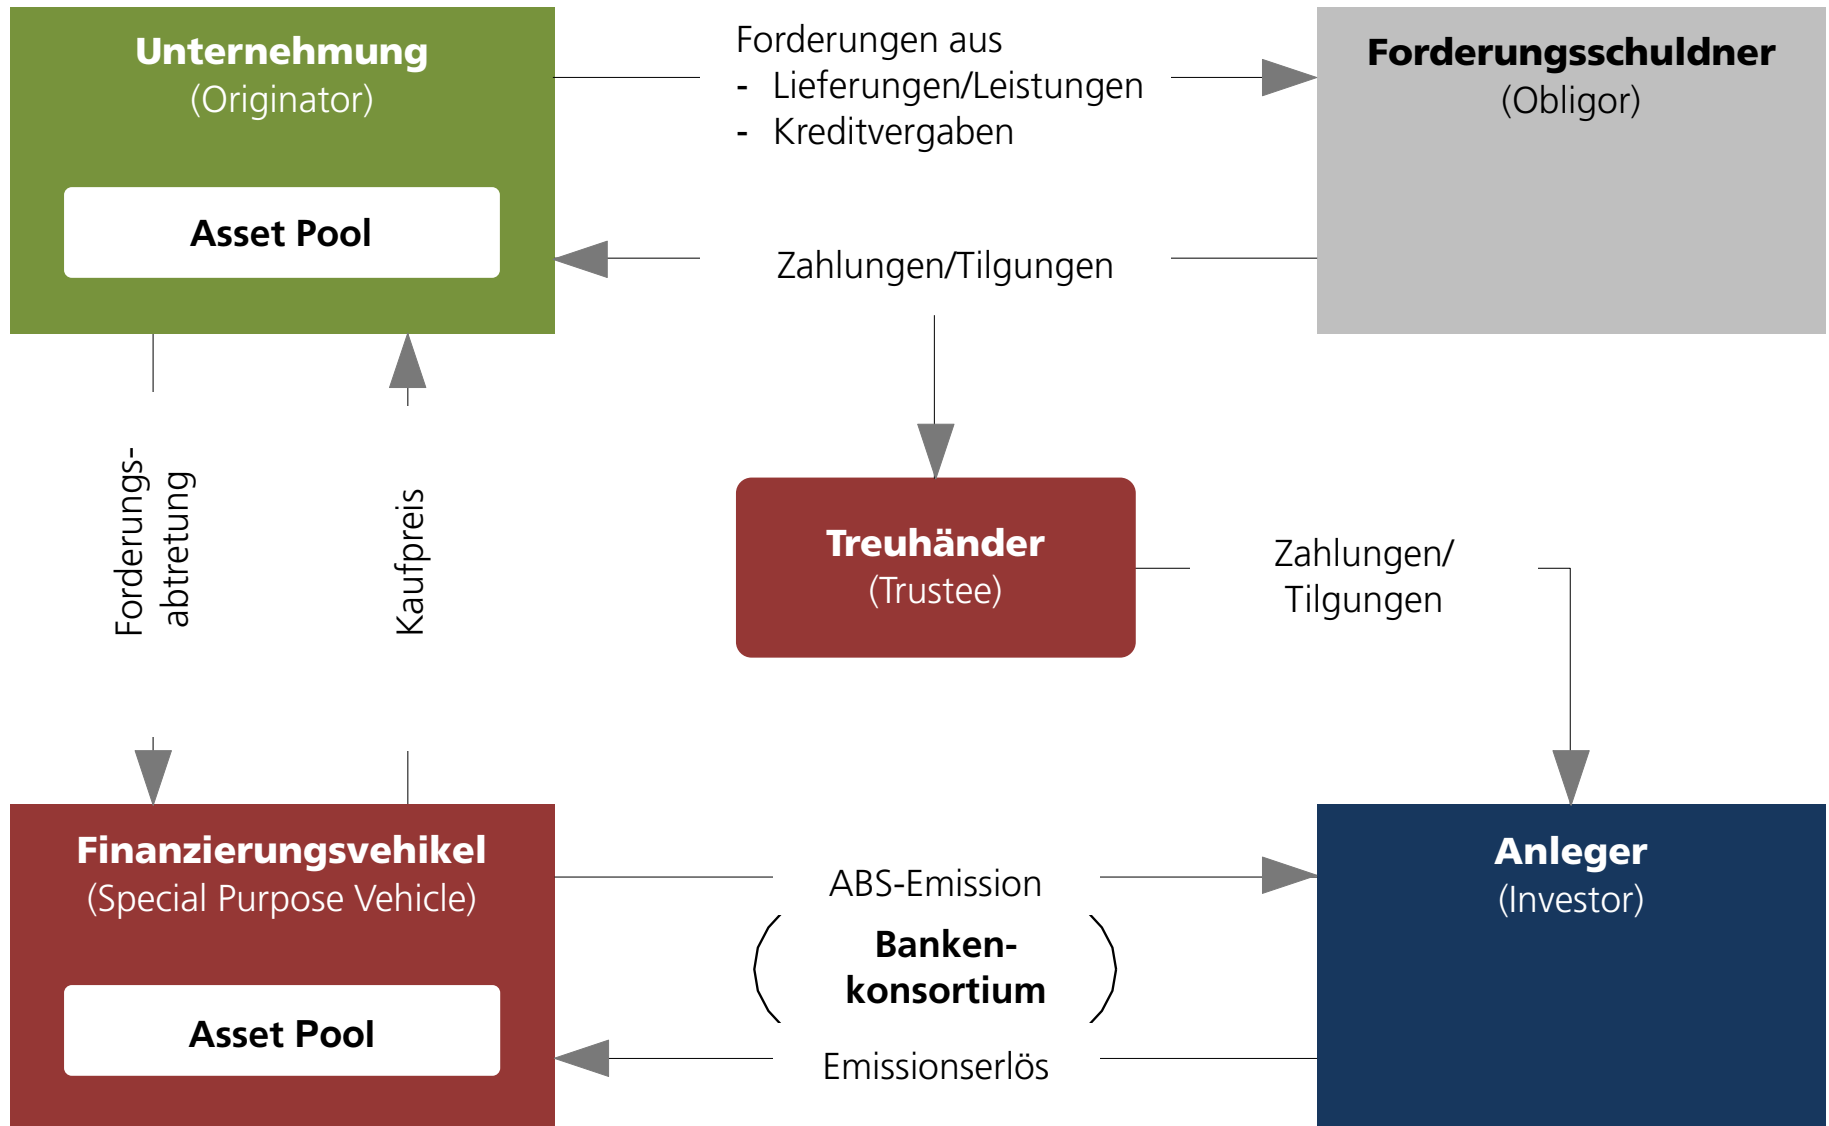 Unternehmung
(Originator)
Asset Pool
Forderungen aus
- Lieferungen/Leistungen
- Kreditvergaben
Forderungsschuldner
(Obligor)
Zahlungen/Tilgungen
Forderungs-
abtretung
Kaufpreis
Treuhänder
(Trustee)
Zahlungen/
Tilgungen
Finanzierungsvehikel
(Special Purpose Vehicle)
Asset Pool
ABS-Emission
Banken-
konsortium
Emissionserlös
Anleger
(Investor)